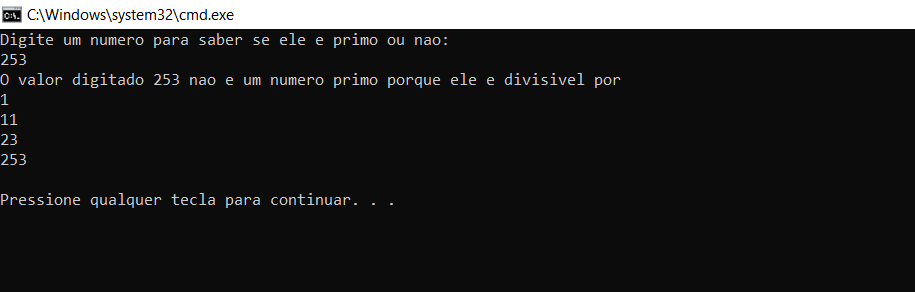 C:\Windows\system32\cmd.exe
Digite um numero para saber se ele e primo ou nao:
253
O valor digitado 253 nao e um numero primo porque ele e divisivel por
1
11
23
253
Pressione qualquer tecla para continuar. . .